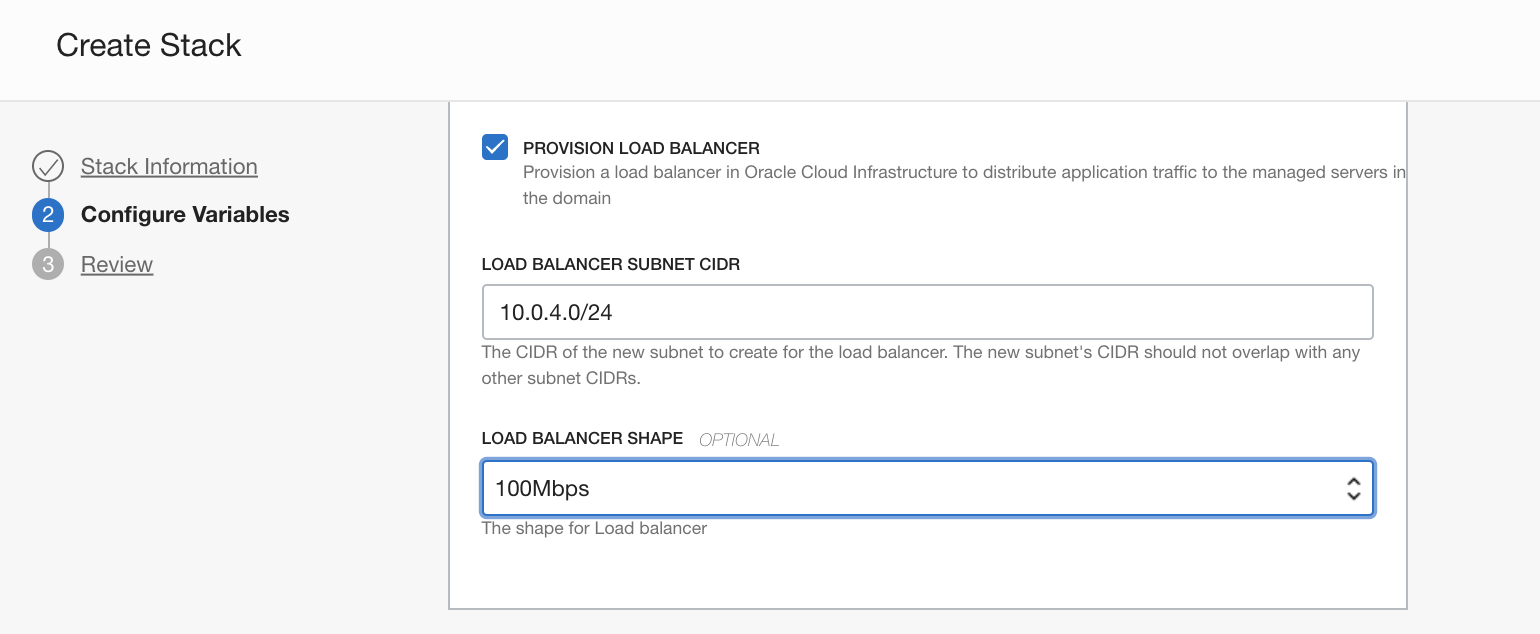 Create Stack
Stack Information
2 Configure Variables
3 Review
PROVISION LOAD BALANCER
Provision a load balancer in Oracle Cloud Infrastructure to distribute application traffic to the managed servers in
the domain
LOAD BALANCER SUBNET CIDR
10.0.4.0/24
The CIDR of the new subnet to create for the load balancer. The new subnet's CIDR should not overlap with any
other subnet CIDRs.
LOAD BALANCER SHAPE OPTIONAL
100Mbps
The shape for Load balancer